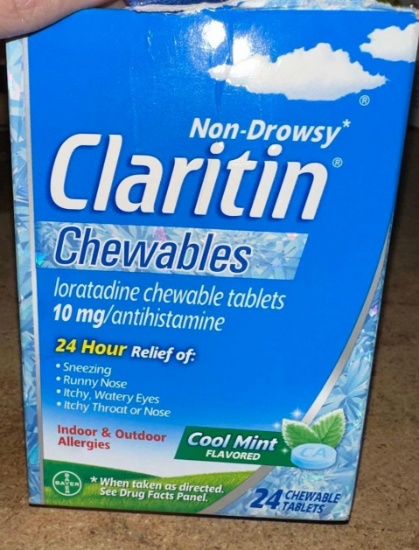 Non-Drowsy*
Claritin®
®
Chewables
loratadine chewable tablets
10 mg/antihistamine
24 Hour Relief of:
• Sneezing
• Runny Nose
• Itchy, Watery Eyes
• Itchy Throat or Nose
Indoor & Outdoor
Allergies
Cool Mint
FLAVORED
CA
BAYER
*When taken as directed.
See Drug Facts Panel.
24 CHEWABLE
TABLETS